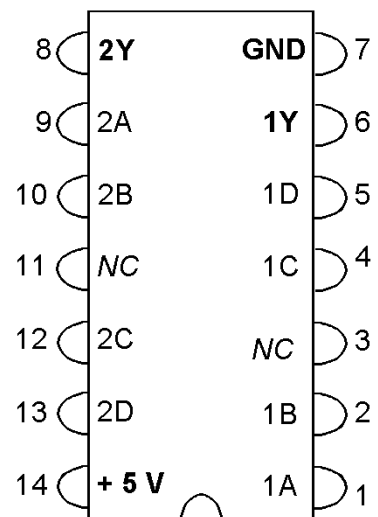 8 2Y GND 7
9 2A 1Y 6
10 2B 1D 5
11 NC 1C 4
12 2C NC 3
13 2D 1B 2
14 + 5 V 1A 1